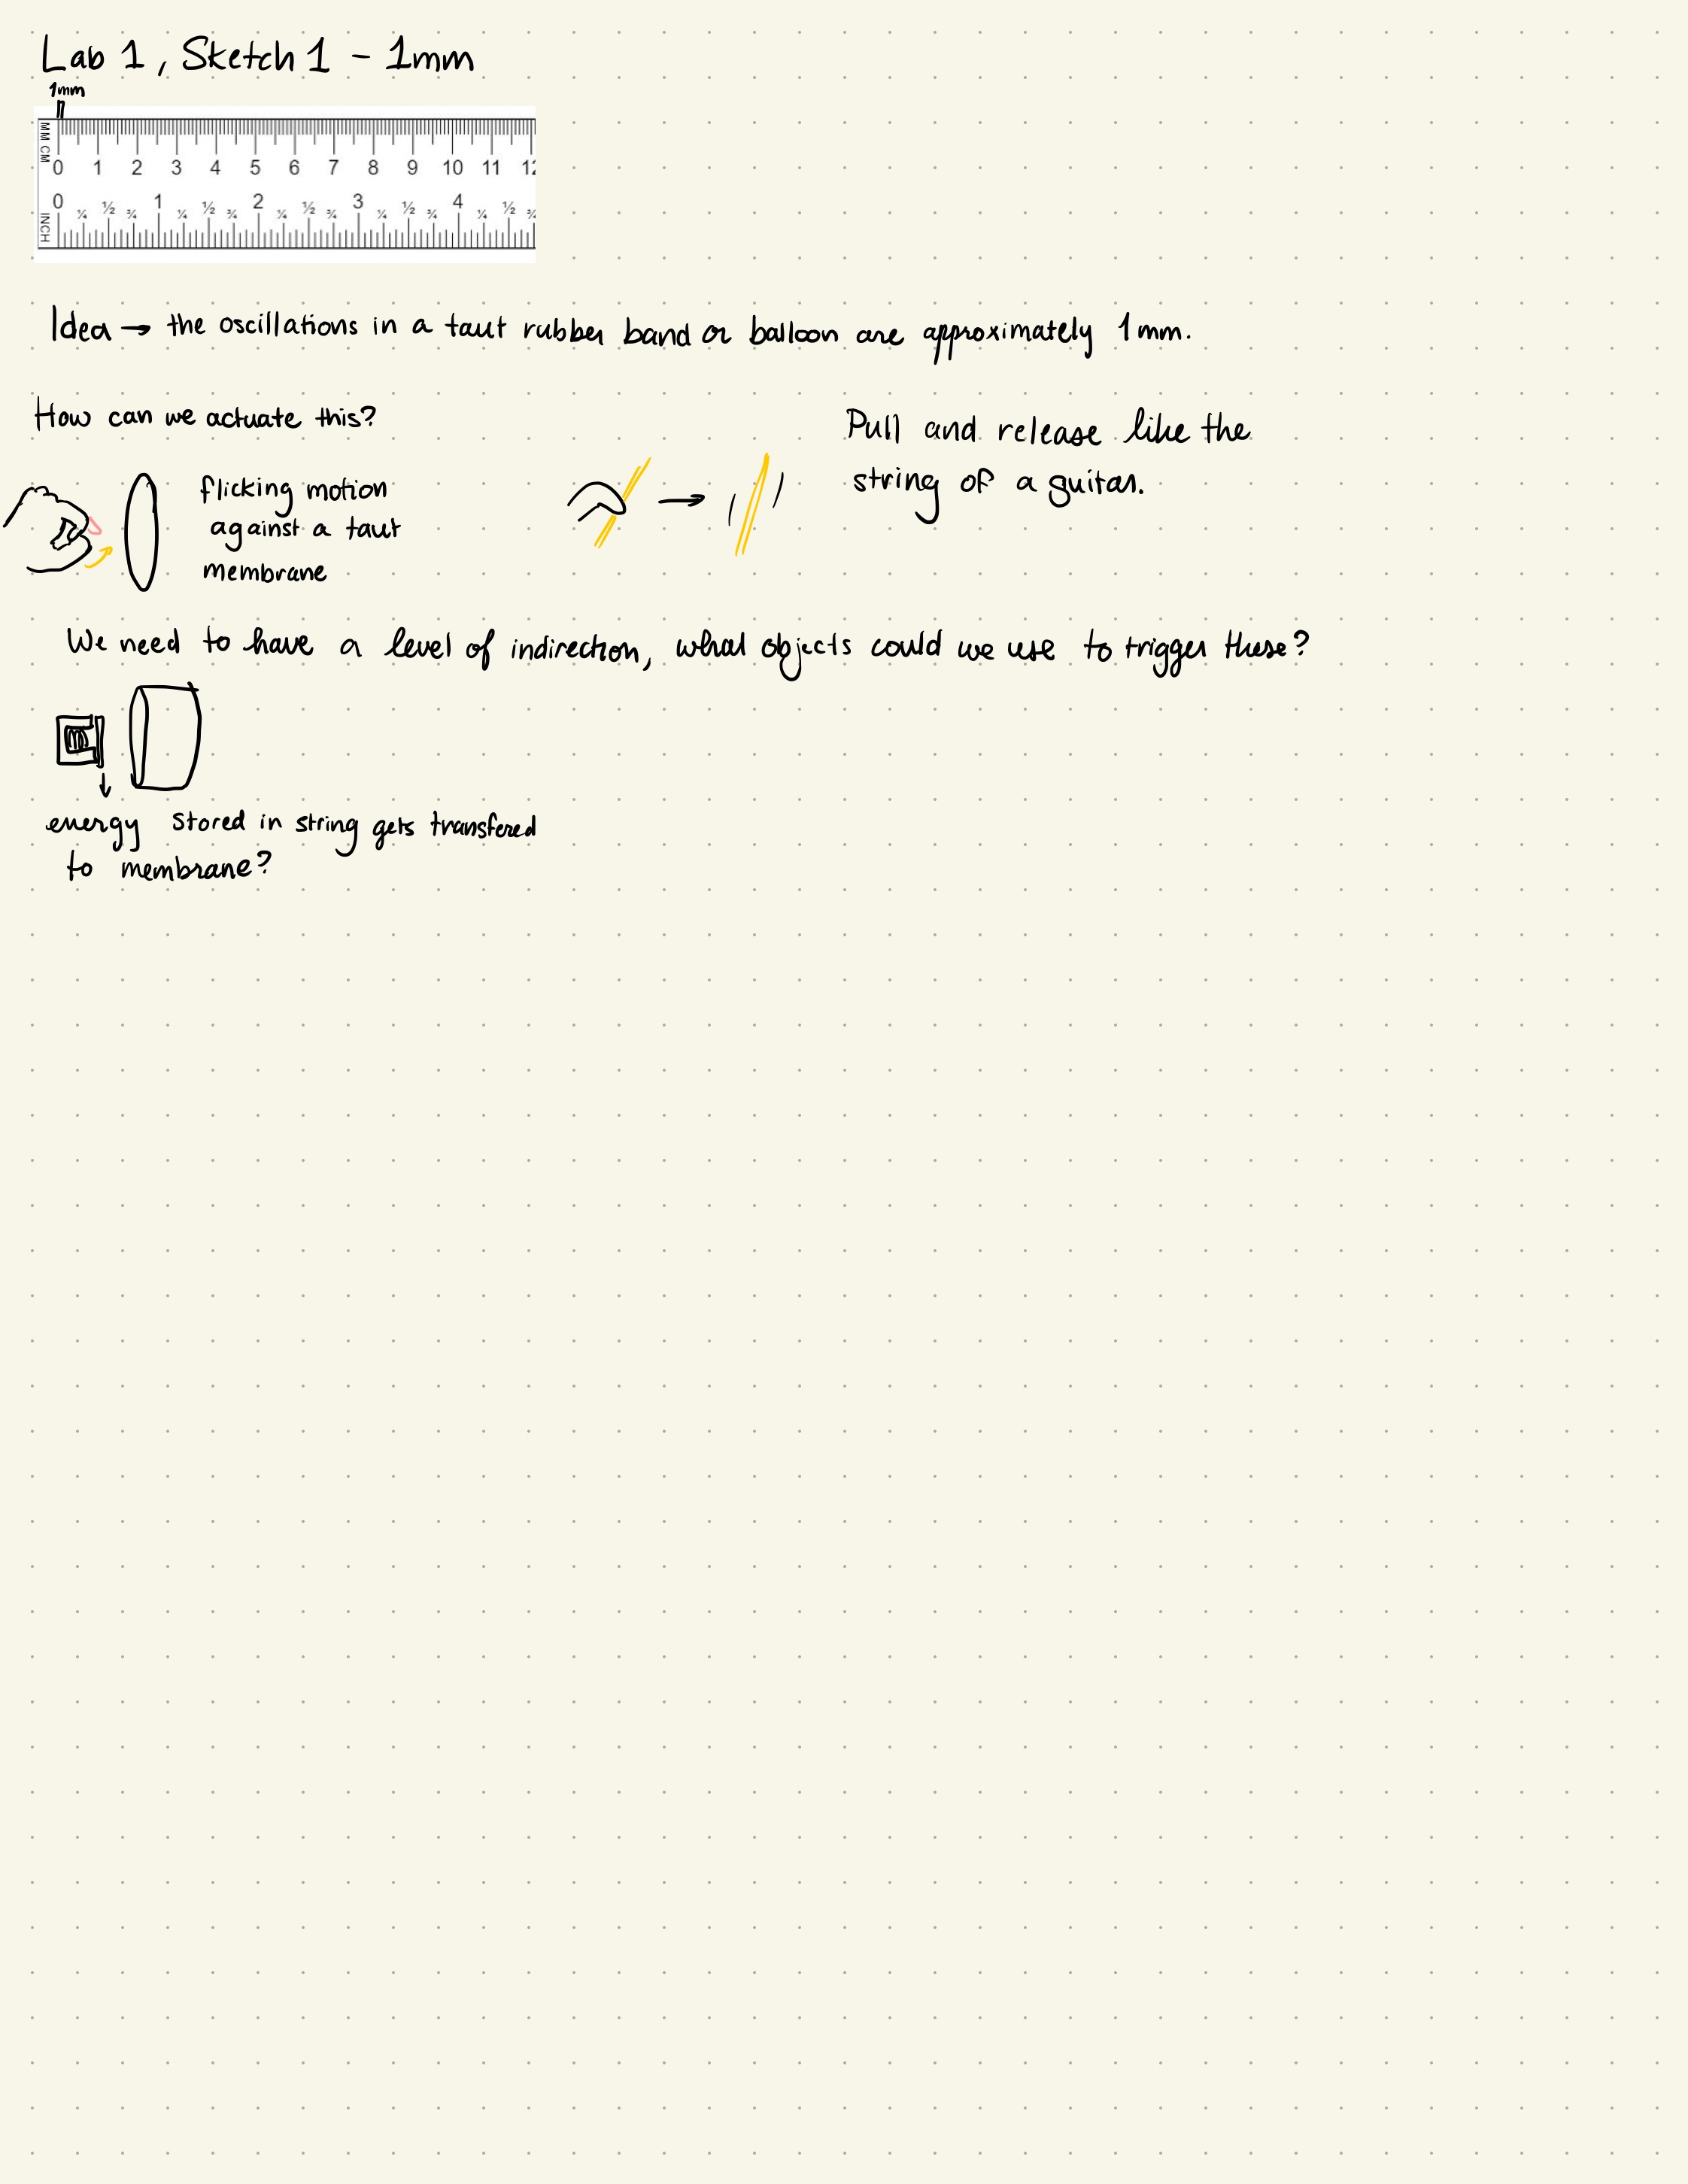 Lab 1, Sketch 1 - 1mm
1mm
MM CM
0 1 2 3 4 5 6 7 8 9 10 11 12
0 ¼ ½ ¾ 1 ¼ ½ ¾ 2 ¼ ½ ¾ 3 ¼ ½ ¾ 4 ¼ ½ ¾
INCH
Idea → the oscillations in a taut rubber band or balloon are approximately 1mm.
How can we actuate this?
flicking motion
against a taut
membrane
Pull and release like the
string of a guitar.
We need to have a level of indirection, what objects could we use to trigger these?
energy stored in string gets transfered
to membrane?